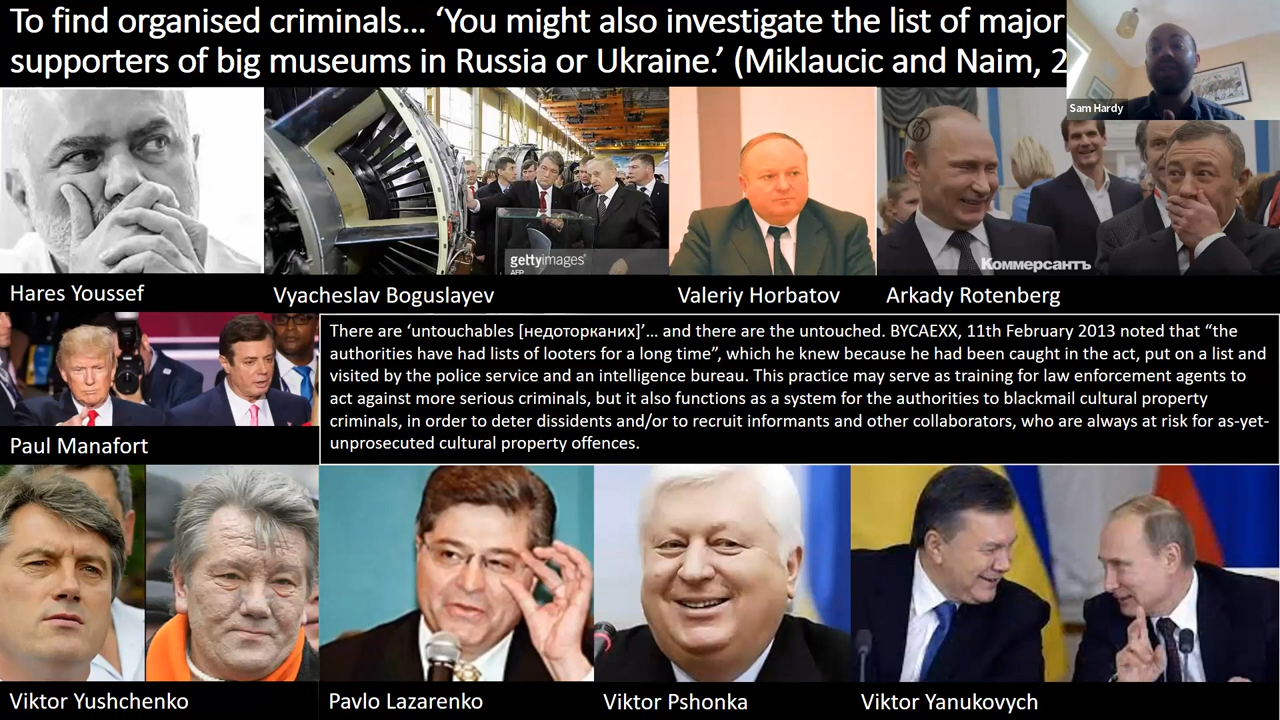 To find organised criminals... ‘You might also investigate the list of major
supporters of big museums in Russia or Ukraine.’ (Miklaucic and Naim, 2
Sam Hardy
gettyimages®
AFP
Коммерсантъ
Hares Youssef
Vyacheslav Boguslayev
Valeriy Horbatov
Arkady Rotenberg
There are ‘untouchables [недоторканих]’... and there are the untouched. BYCAEXX, 11th February 2013 noted that “the
authorities have had lists of looters for a long time”, which he knew because he had been caught in the act, put on a list and
visited by the police service and an intelligence bureau. This practice may serve as training for law enforcement agents to
act against more serious criminals, but it also functions as a system for the authorities to blackmail cultural property
criminals, in order to deter dissidents and/or to recruit informants and other collaborators, who are always at risk for as-yet-
unprosecuted cultural property offences.
Paul Manafort
Viktor Yushchenko
Pavlo Lazarenko
Viktor Pshonka
Viktor Yanukovych